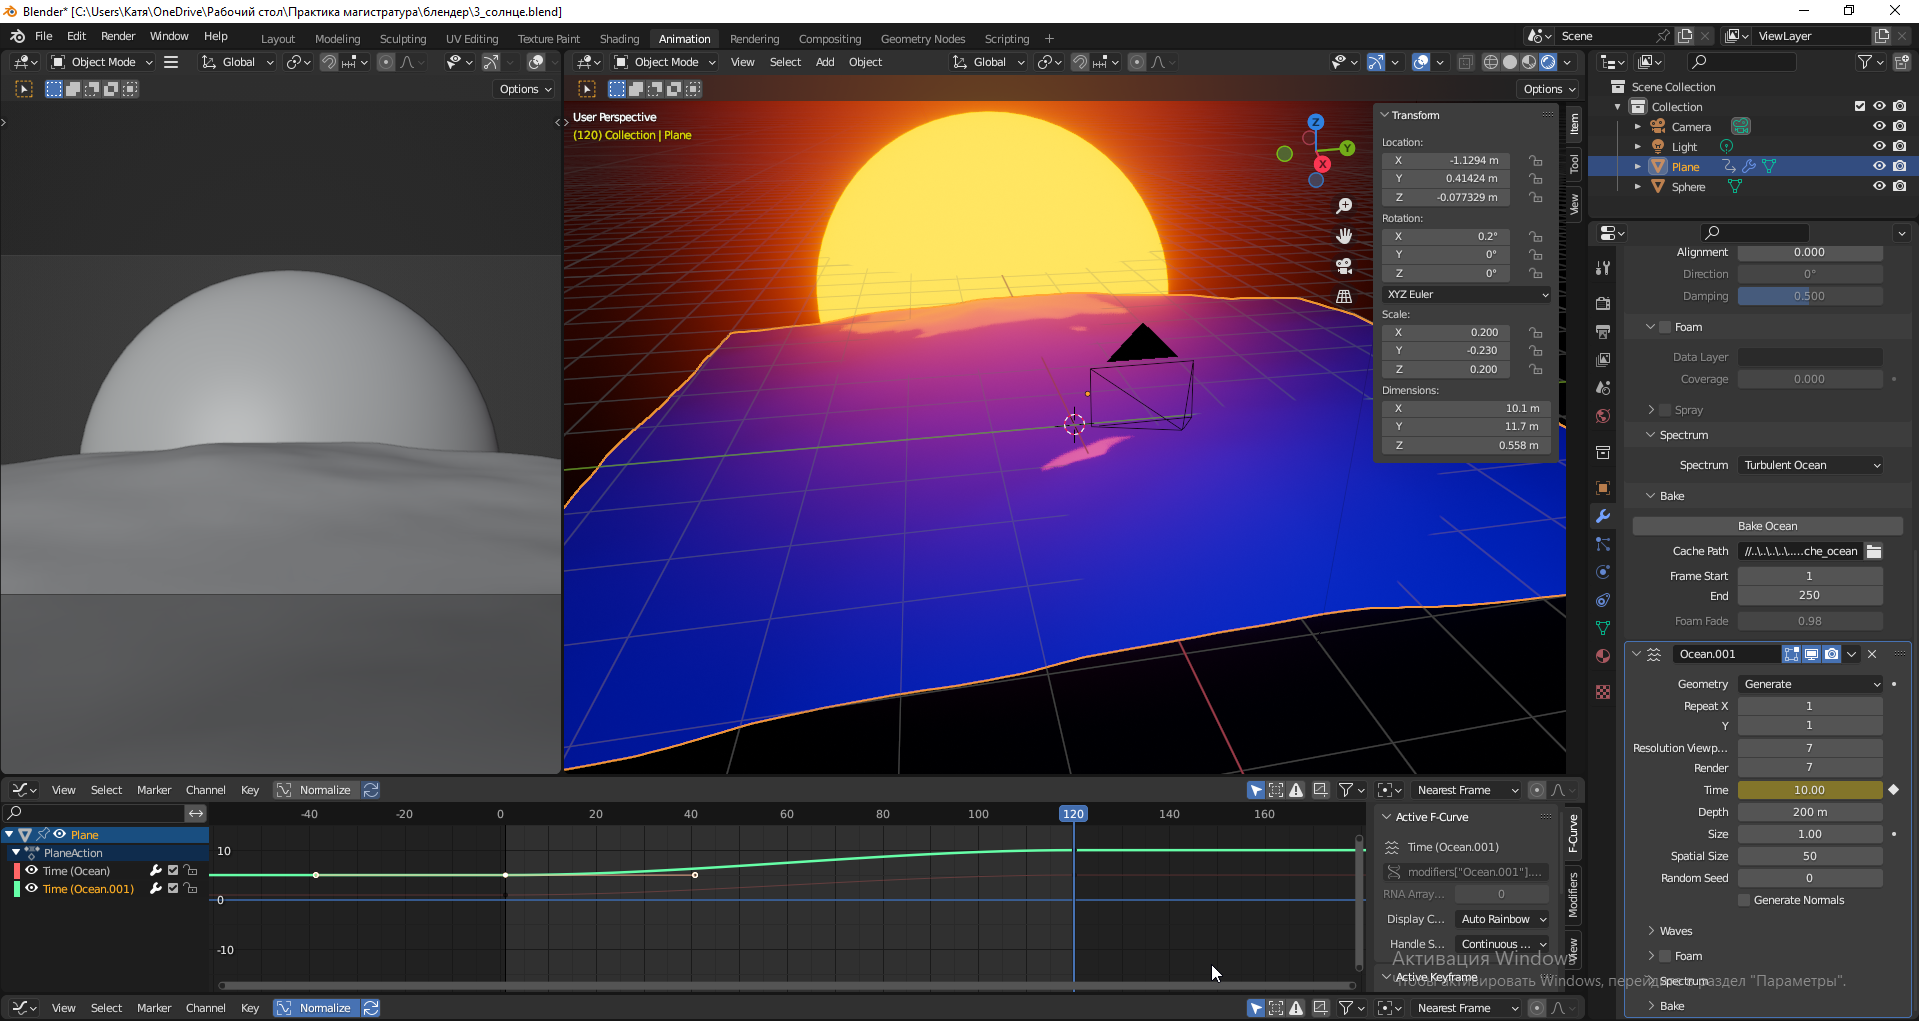 Blender* [C:\Users\Катя\OneDrive\Рабочий стол\Практика магистратура\блендер\3_солнце.blend]
File Edit Render Window Help Layout Modeling Sculpting UV Editing Texture Paint Shading Animation Rendering Compositing Geometry Nodes Scripting + Scene ViewLayer
Object Mode Global
Object Mode View Select Add Object Global
Options
Options
User Perspective
(120) Collection | Plane
Z
Y
X
Transform
Location:
X -1.1294 m
Y 0.41424 m
Z -0.077329 m
Rotation:
X 0.2°
Y 0°
Z 0°
XYZ Euler
Scale:
X 0.200
Y -0.230
Z 0.200
Dimensions:
X 10.1 m
Y 11.7 m
Z 0.558 m
Item
Tool
View
Scene Collection
Collection
Camera
Light
Plane
Sphere
Alignment 0.000
Direction 0°
Damping 0.500
Foam
Data Layer
Coverage 0.000
Spray
Spectrum
Spectrum Turbulent Ocean
Bake
Bake Ocean
Cache Path //..\..\..\..\.....che_ocean
Frame Start 1
End 250
Foam Fade 0.98
Ocean.001
Geometry Generate
Repeat X 1
Y 1
Resolution Viewp... 7
Render 7
Time 10.00
Depth 200 m
Size 1.00
Spatial Size 50
Random Seed 0
Generate Normals
Waves
Foam
Spectrum
Bake
View Select Marker Channel Key Normalize Nearest Frame
-40 -20 0 20 40 60 80 100 120 140 160
Plane
PlaneAction
Time (Ocean)
Time (Ocean.001)
10
0
-10
Active F-Curve
Time (Ocean.001)
modifiers["Ocean.001"]....
RNA Array... 0
Display C... Auto Rainbow
Handle S... Continuous ...
Active Keyframe
F-Curve
Modifiers
View
Активация Windows
Чтобы активировать Windows, перейдите в раздел "Параметры".
View Select Marker Channel Key Normalize Nearest Frame